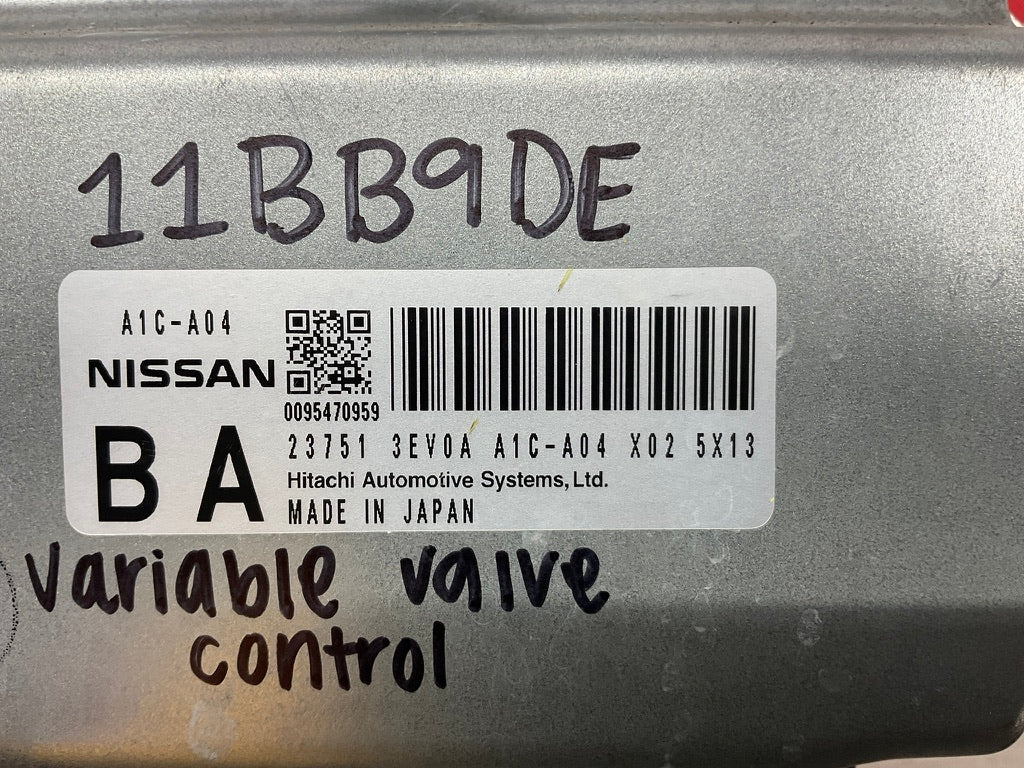 11BB9DE
A1C-A04
NISSAN
0095470959
BA
23751 3EV0A A1C-A04 X02 5X13
Hitachi Automotive Systems, Ltd.
MADE IN JAPAN
variable valve
control